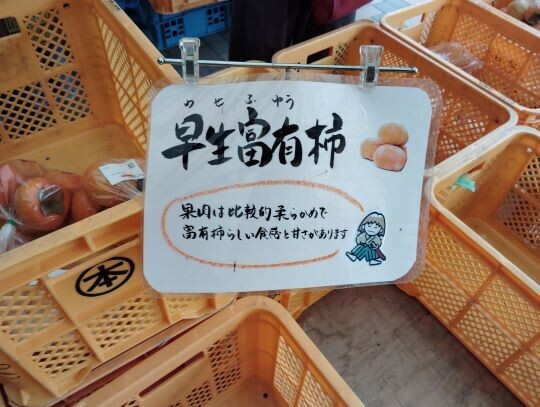 わせ ふゆう
早生富有柿
果肉は比較的柔らかめで
富有柿らしい食感と甘さがあります
本